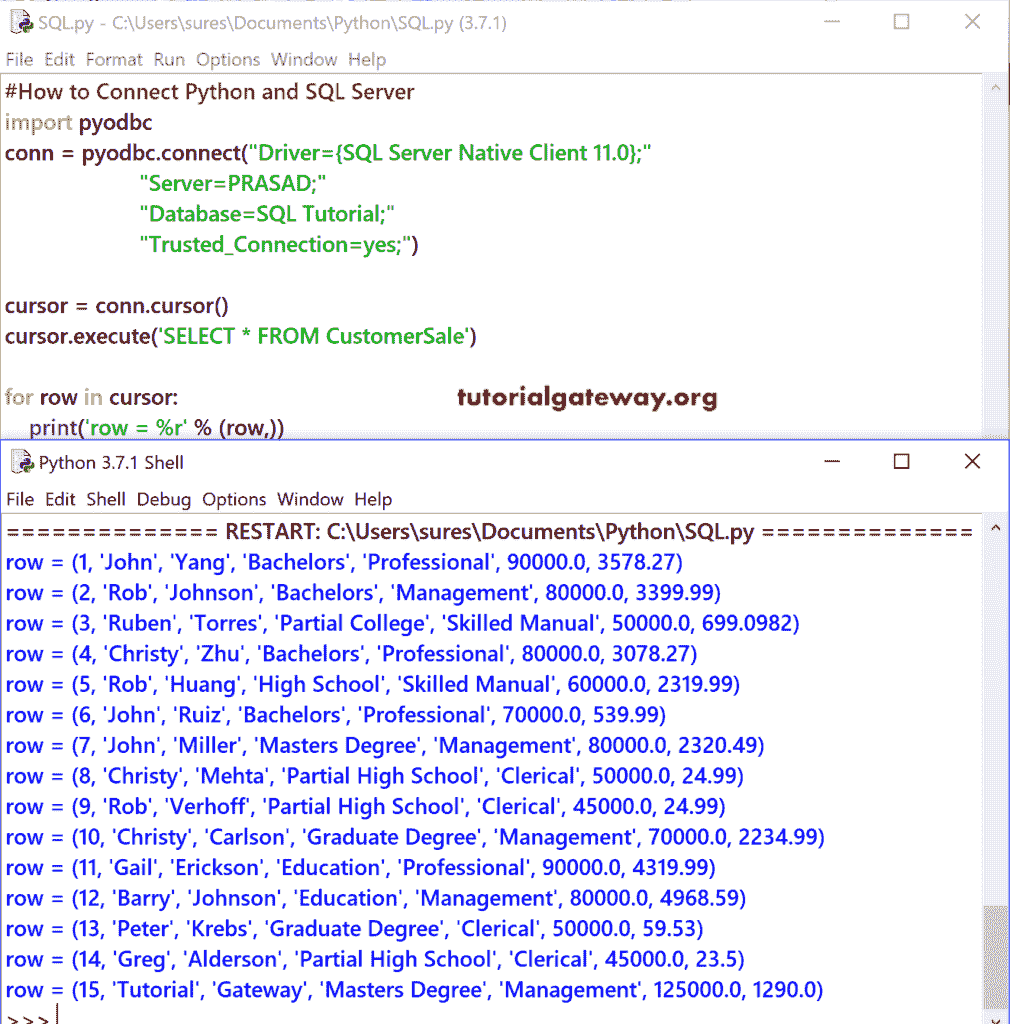 SQL.py - C:\Users\sures\Documents\Python\SQL.py (3.7.1)
File Edit Format Run Options Window Help
#How to Connect Python and SQL Server
import pyodbc
conn = pyodbc.connect("Driver={SQL Server Native Client 11.0};"
"Server=PRASAD;"
"Database=SQL Tutorial;"
"Trusted_Connection=yes;")
cursor = conn.cursor()
cursor.execute('SELECT * FROM CustomerSale')
for row in cursor:
tutorialgateway.org
print('row = %r' % (row,))
Python 3.7.1 Shell
File Edit Shell Debug Options Window Help
============== RESTART: C:\Users\sures\Documents\Python\SQL.py ==============
row = (1, 'John', 'Yang', 'Bachelors', 'Professional', 90000.0, 3578.27)
row = (2, 'Rob', 'Johnson', 'Bachelors', 'Management', 80000.0, 3399.99)
row = (3, 'Ruben', 'Torres', 'Partial College', 'Skilled Manual', 50000.0, 699.0982)
row = (4, 'Christy', 'Zhu', 'Bachelors', 'Professional', 80000.0, 3078.27)
row = (5, 'Rob', 'Huang', 'High School', 'Skilled Manual', 60000.0, 2319.99)
row = (6, 'John', 'Ruiz', 'Bachelors', 'Professional', 70000.0, 539.99)
row = (7, 'John', 'Miller', 'Masters Degree', 'Management', 80000.0, 2320.49)
row = (8, 'Christy', 'Mehta', 'Partial High School', 'Clerical', 50000.0, 24.99)
row = (9, 'Rob', 'Verhoff', 'Partial High School', 'Clerical', 45000.0, 24.99)
row = (10, 'Christy', 'Carlson', 'Graduate Degree', 'Management', 70000.0, 2234.99)
row = (11, 'Gail', 'Erickson', 'Education', 'Professional', 90000.0, 4319.99)
row = (12, 'Barry', 'Johnson', 'Education', 'Management', 80000.0, 4968.59)
row = (13, 'Peter', 'Krebs', 'Graduate Degree', 'Clerical', 50000.0, 59.53)
row = (14, 'Greg', 'Alderson', 'Partial High School', 'Clerical', 45000.0, 23.5)
row = (15, 'Tutorial', 'Gateway', 'Masters Degree', 'Management', 125000.0, 1290.0)
>>>